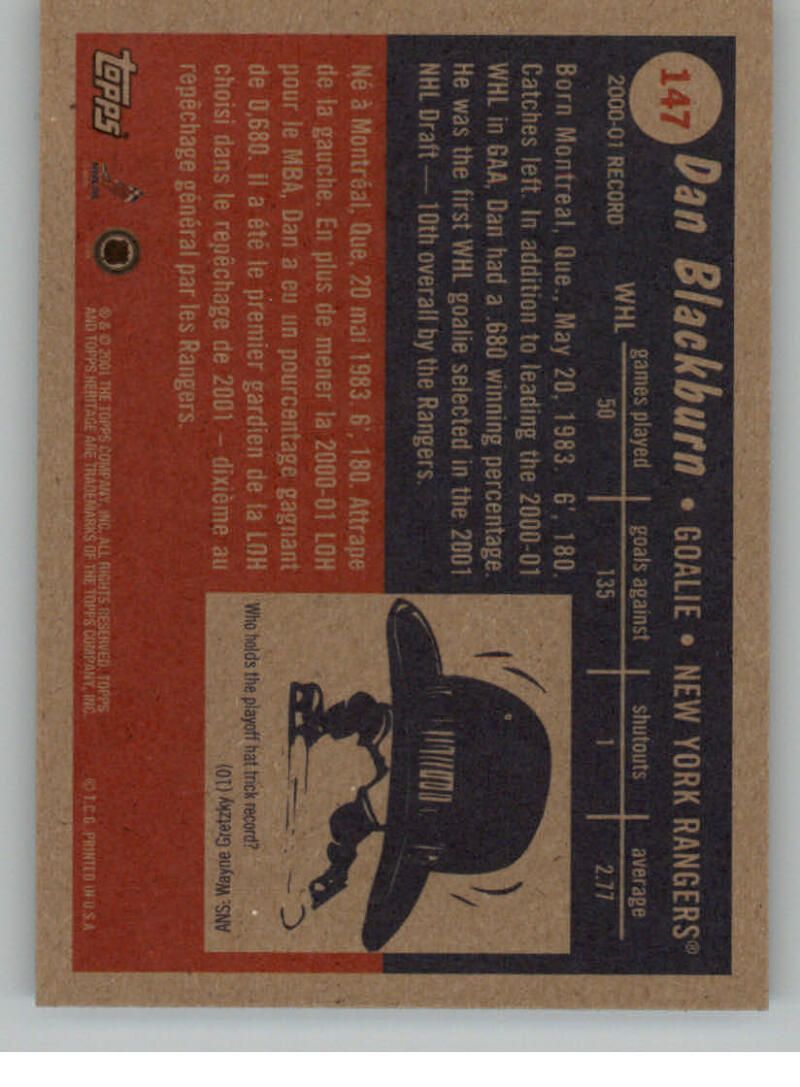 147
Dan Blackburn • GOALIE • NEW YORK RANGERS®
2000-01 RECORD
games played goals against shutouts average
WHL 50 135 1 2.77
Born Montreal, Que., May 20, 1983. 6', 180.
Catches left. In addition to leading the 2000-01
WHL in GAA, Dan had a .680 winning percentage.
He was the first WHL goalie selected in the 2001
NHL Draft — 10th overall by the Rangers.
Né à Montréal, Que, 20 mai 1983 6', 180. Attrape
de la gauche. En plus de mener la 2000-01 LOH
pour le MBA, Dan a eu un pourcentage gagnant
de 0,680. il a été le premier gardien de la LOH
choisi dans le repêchage de 2001 – dixième au
repêchage général par les Rangers.
Who holds the playoff hat trick record?
ANS: Wayne Gretzky (10)
topps
® & © 2001 THE TOPPS COMPANY, INC. ALL RIGHTS RESERVED. TOPPS
AND TOPPS HERITAGE ARE TRADEMARKS OF THE TOPPS COMPANY, INC.
© T.C.G. PRINTED IN U.S.A